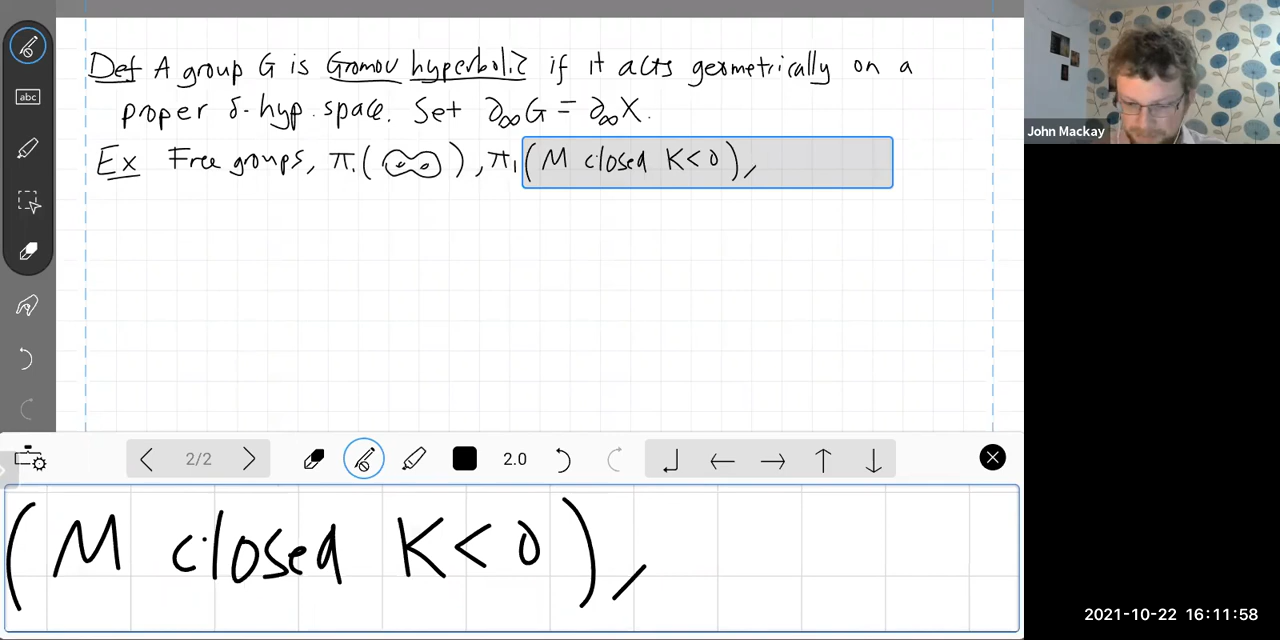 Def A group G is Gromov hyperbolic if it acts geometrically on a
proper δ-hyp. space. Set ∂∞G = ∂∞X.
Ex Free groups, π₁( ), π₁(M closed K<0),
abc
John Mackay
2/2
2.0
(M closed K<0),
2021-10-22 16:11:58